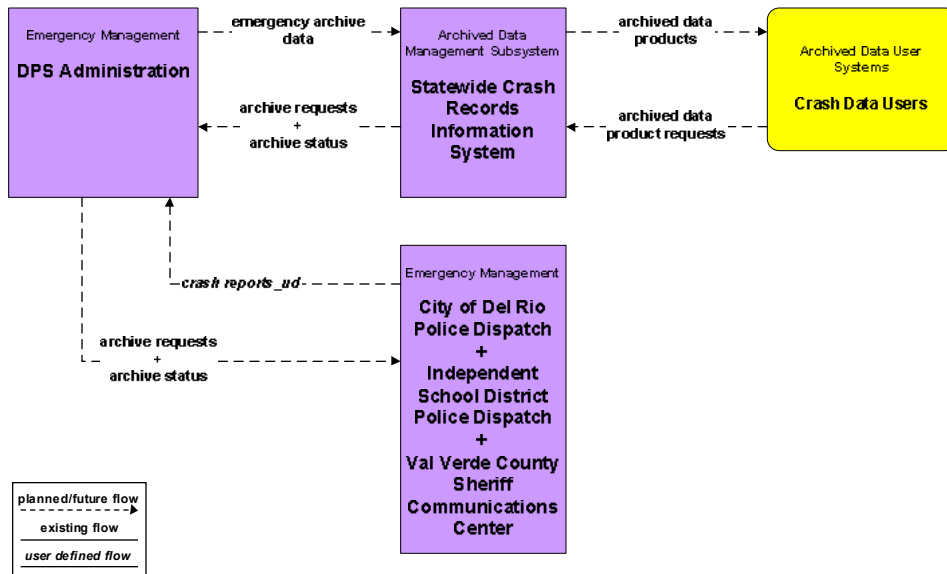 Emergency Management
DPS Administration
emergency archive
data
archive requests
+
archive status
Archived Data
Management Subsystem
Statewide Crash
Records
Information
System
archived data
products
archived data
product requests
Archived Data User
Systems
Crash Data Users
crash reports_ud
archive requests
+
archive status
Emergency Management
City of Del Rio
Police Dispatch
+
Independent
School District
Police Dispatch
+
Val Verde County
Sheriff
Communications
Center
planned/future flow
existing flow
user defined flow